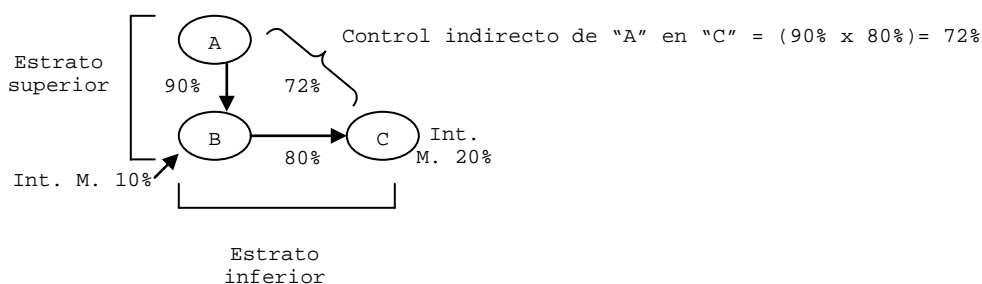 A
Control indirecto de “A” en “C” = (90% x 80%)= 72%
Estrato
superior
90%
72%
B
C
Int.
M. 20%
80%
Int. M. 10%
Estrato
inferior